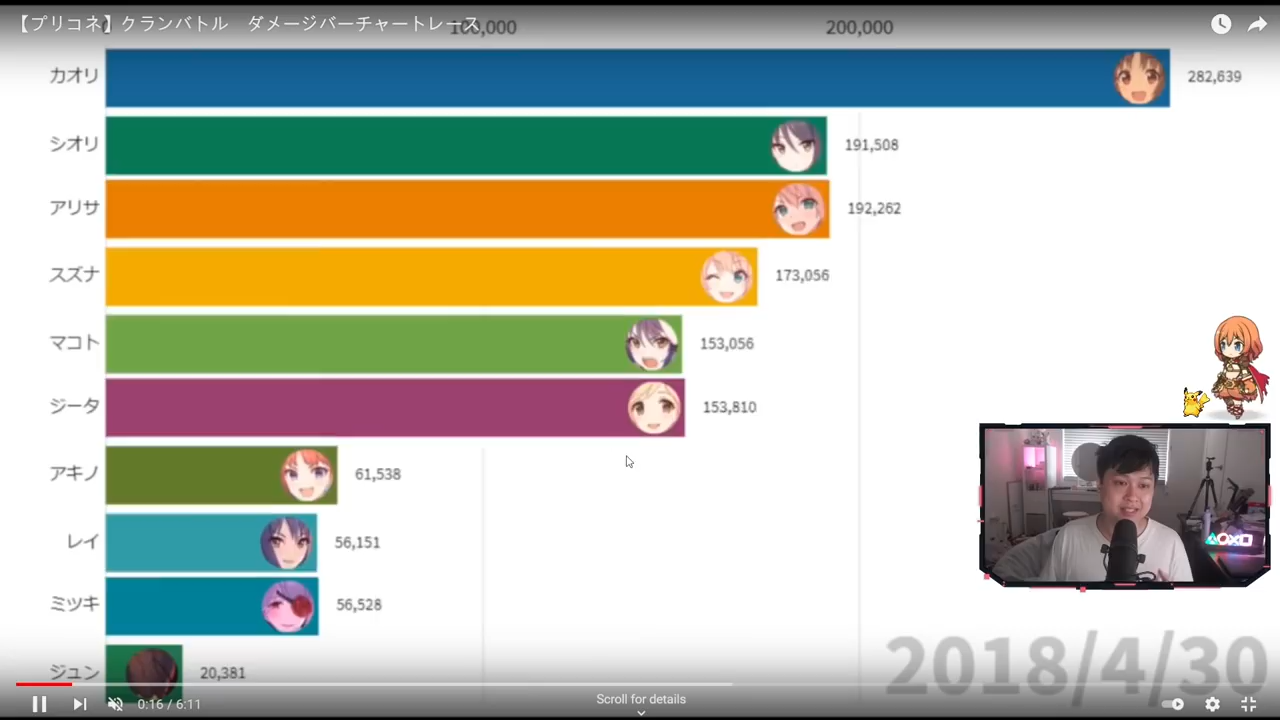 【プリコネ】クランバトル　ダメージバーチャートレース
100,000
200,000
カオリ
282,639
シオリ
191,508
アリサ
192,262
スズナ
173,056
マコト
153,056
ジータ
153,810
アキノ
61,538
レイ
56,151
ミツキ
56,528
ジュン
20,381
2018/4/30
0:16 / 6:11
Scroll for details